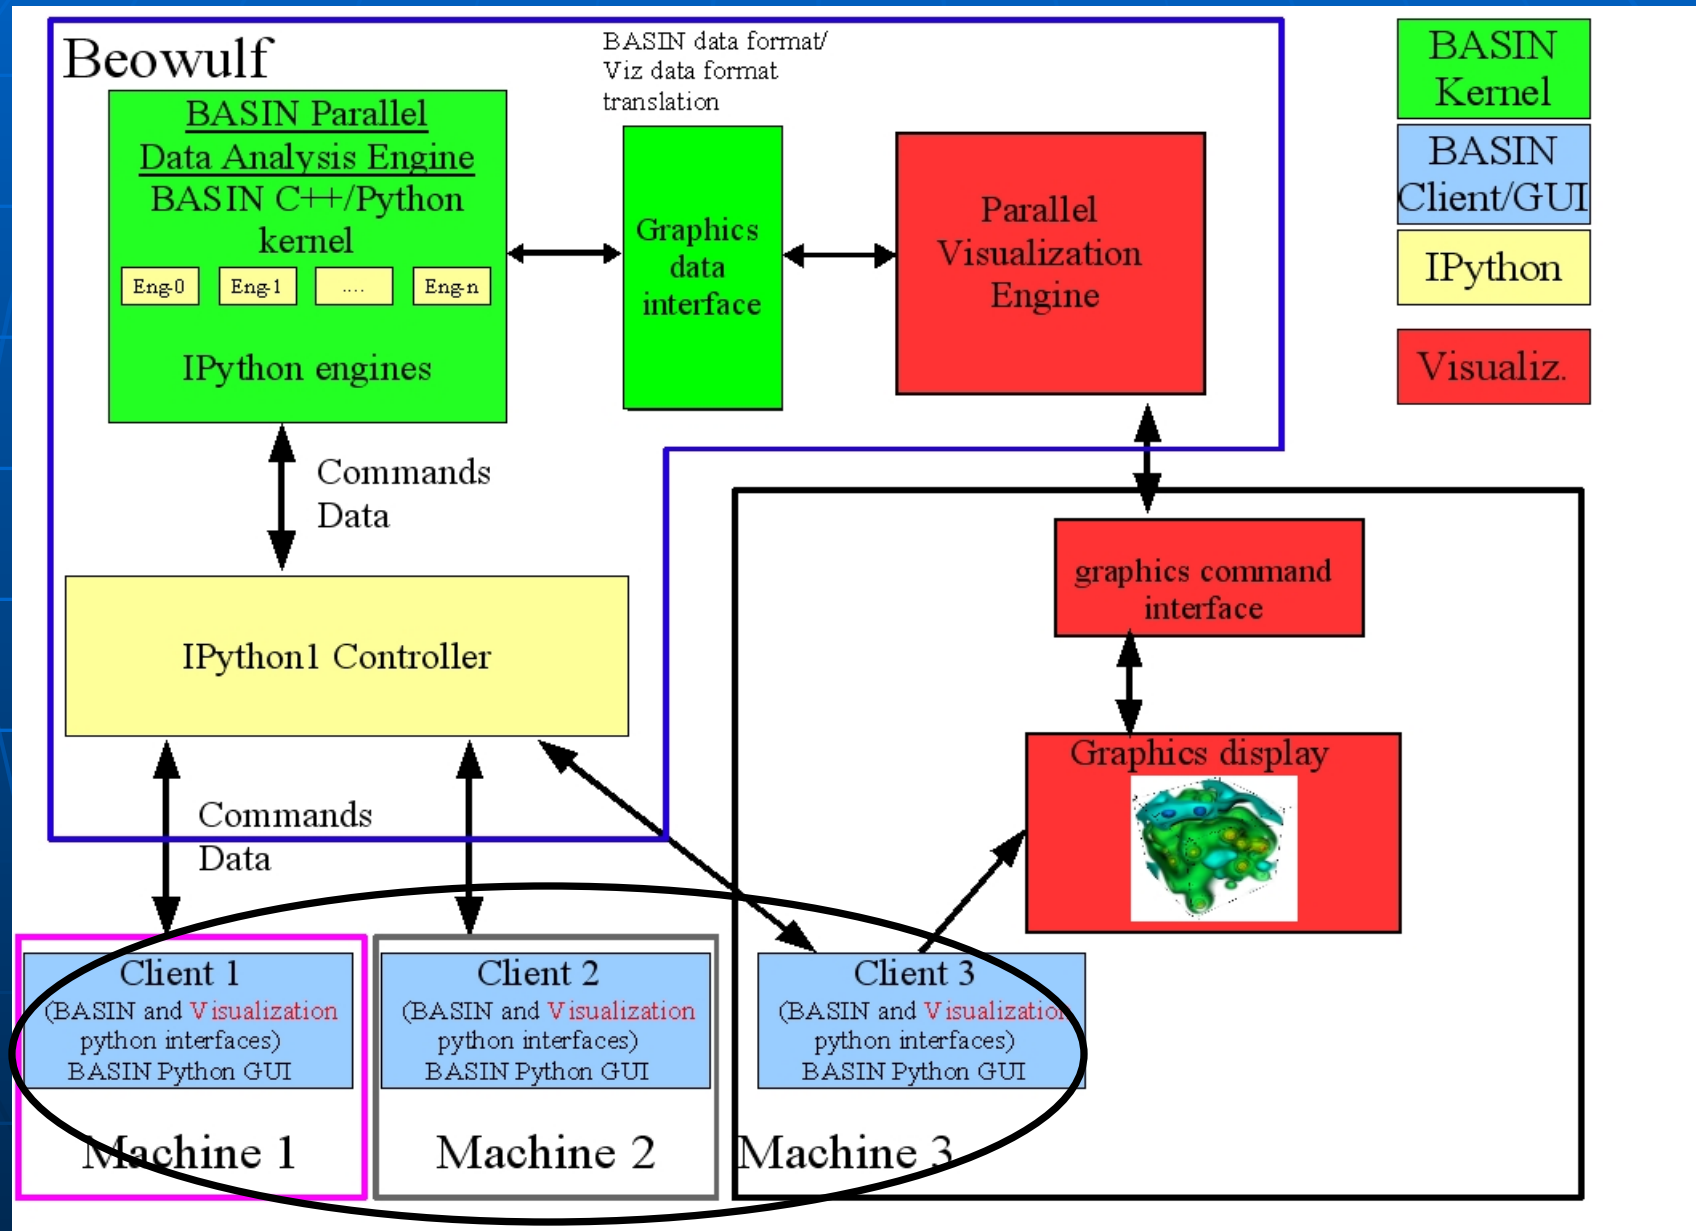 Beowulf
BASIN data format/
Viz data format
translation
BASIN Parallel
Data Analysis Engine
BASIN C++/Python
kernel
Eng-0
Eng-1
....
Eng-n
IPython engines
Graphics
data
interface
Parallel
Visualization
Engine
BASIN
Kernel
BASIN
Client/GUI
IPython
Visualiz.
Commands
Data
IPython1 Controller
graphics command
interface
Graphics display
Commands
Data
Client 1
(BASIN and Visualization
python interfaces)
BASIN Python GUI
Machine 1
Client 2
(BASIN and Visualization
python interfaces)
BASIN Python GUI
Machine 2
Client 3
(BASIN and Visualization
python interfaces)
BASIN Python GUI
Machine 3